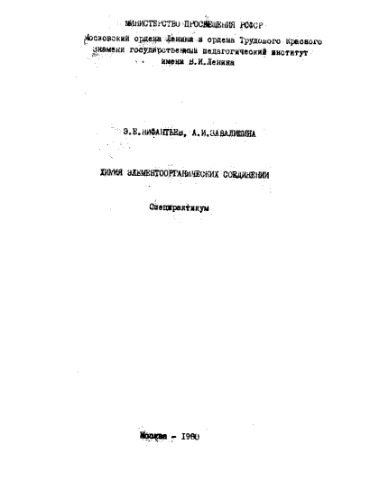 МИНИСТЕРСТВО ПРОСВЕЩЕНИЯ РСФСР
Московский ордена Ленина и ордена Трудового Красного
Знамени государственный педагогический институт
имени В.И.Ленина
Э.Е.НИФАНТЬЕВ, А.И.ЗАВАЛИШИНА
ХИМИЯ ЭЛЕМЕНТООРГАНИЧЕСКИХ СОЕДИНЕНИЙ
Спецпрактикум
Москва - 1980